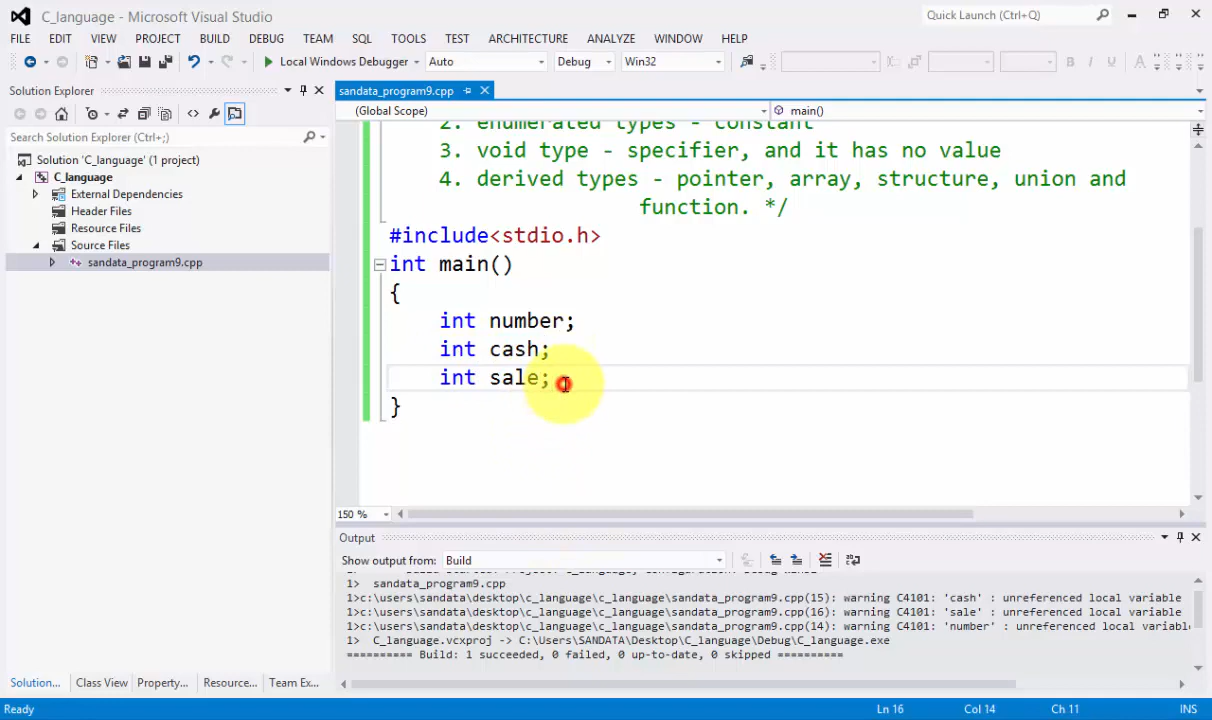 C_language - Microsoft Visual Studio
Quick Launch (Ctrl+Q)
FILE EDIT VIEW PROJECT BUILD DEBUG TEAM SQL TOOLS TEST ARCHITECTURE ANALYZE WINDOW HELP
Local Windows Debugger Auto Debug Win32
Solution Explorer
Search Solution Explorer (Ctrl+;)
Solution 'C_language' (1 project)
C_language
External Dependencies
Header Files
Resource Files
Source Files
sandata_program9.cpp
Solution... Class View Property... Resource... Team Ex...
sandata_program9.cpp
(Global Scope) main()
2. enumerated types - constant
3. void type - specifier, and it has no value
4. derived types - pointer, array, structure, union and
function. */
#include<stdio.h>
int main()
{
int number;
int cash;
int sale;
}
150 %
Output
Show output from: Build
1> sandata_program9.cpp
1>c:\users\sandata\desktop\c_language\c_language\sandata_program9.cpp(15): warning C4101: 'cash' : unreferenced local variable
1>c:\users\sandata\desktop\c_language\c_language\sandata_program9.cpp(16): warning C4101: 'sale' : unreferenced local variable
1>c:\users\sandata\desktop\c_language\c_language\sandata_program9.cpp(14): warning C4101: 'number' : unreferenced local variabl
1> C_language.vcxproj -> C:\Users\SANDATA\Desktop\C_language\Debug\C_language.exe
========== Build: 1 succeeded, 0 failed, 0 up-to-date, 0 skipped ==========
Ready Ln 16 Col 14 Ch 11 INS